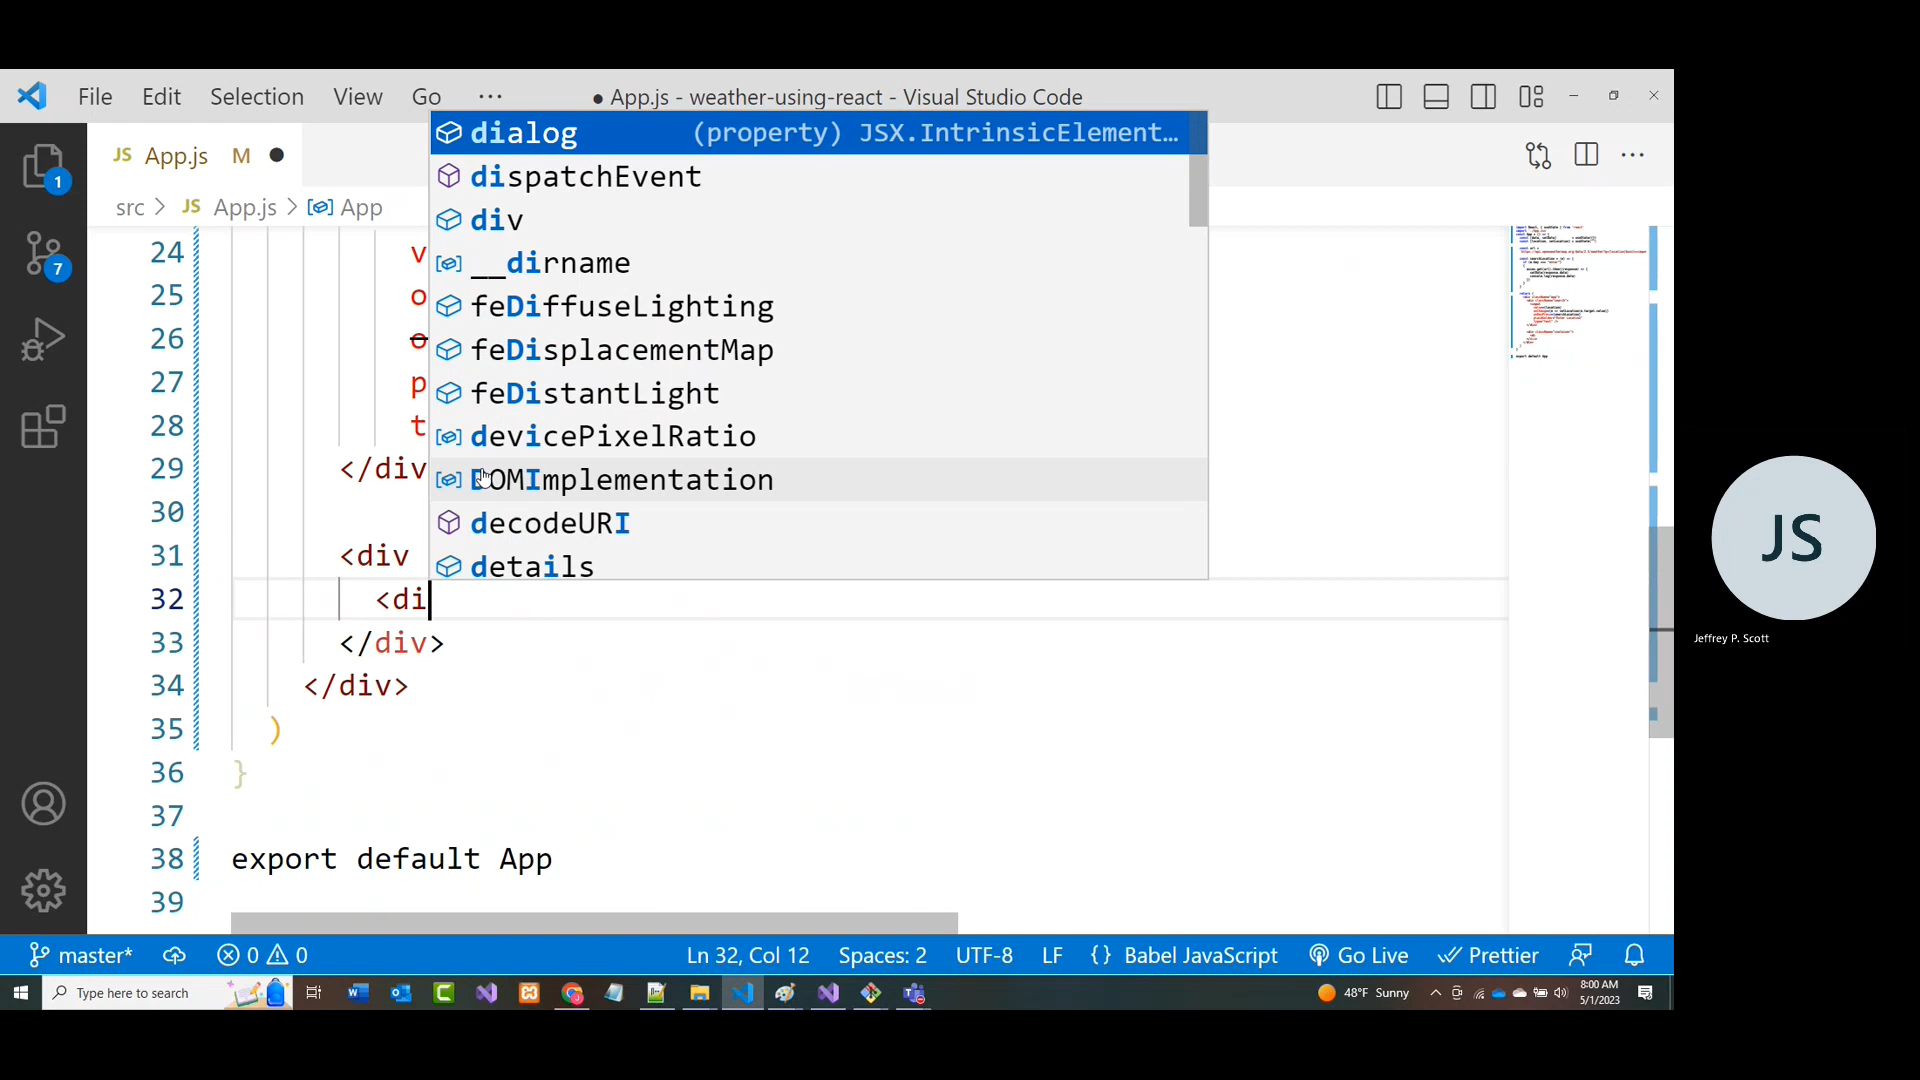 File Edit Selection View Go ··· ● App.js - weather-using-react - Visual Studio Code
JS App.js M ●
src > JS App.js > App
dialog (property) JSX.IntrinsicElement…
dispatchEvent
div
__dirname
feDiffuseLighting
feDisplacementMap
feDistantLight
devicePixelRatio
DOMImplementation
decodeURI
details
1
7
24 v
25 o
26 o
27 p
28 t
29 </div
30
31 <div
32 <di
33 </div>
34 </div>
35 )
36 }
37
38 export default App
39
JS
Jeffrey P. Scott
master* 0 0 Ln 32, Col 12 Spaces: 2 UTF-8 LF {} Babel JavaScript Go Live Prettier
Type here to search 48°F Sunny 8:00 AM
5/1/2023